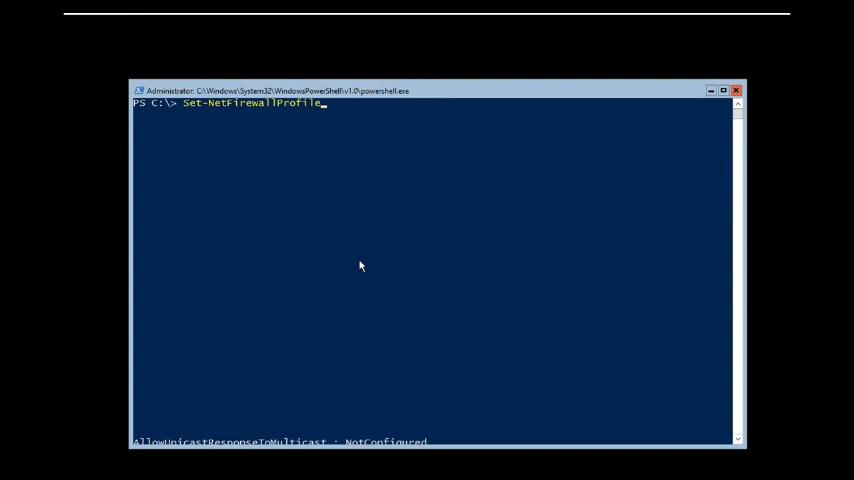 Administrator: C:\Windows\System32\WindowsPowerShell\v1.0\powershell.exe
PS C:\> Set-NetFirewallProfile
AllowUnicastResponseToMulticast : NotConfigured